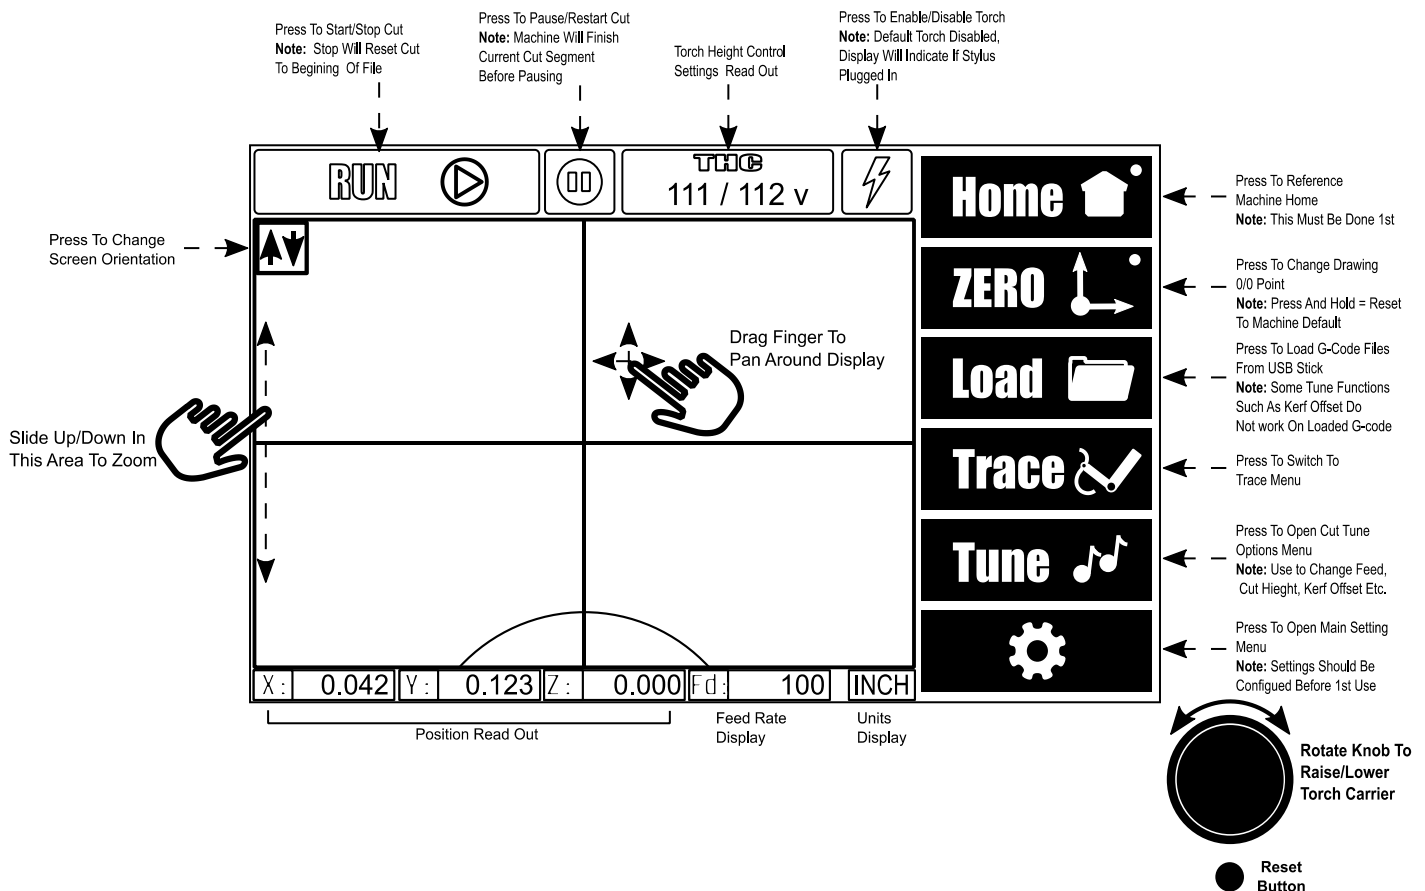 Press To Start/Stop Cut
Note: Stop Will Reset Cut
To Begining Of File
Press To Pause/Restart Cut
Note: Machine Will Finish
Current Cut Segment
Before Pausing
Torch Height Control
Settings Read Out
Press To Enable/Disable Torch
Note: Default Torch Disabled,
Display Will Indicate If Stylus
Plugged In
RUN
THC
111 / 112 v
Home
Press To Reference
Machine Home
Note: This Must Be Done 1st
Press To Change
Screen Orientation
ZERO
Press To Change Drawing
0/0 Point
Note: Press And Hold = Reset
To Machine Default
Drag Finger To
Pan Around Display
Load
Press To Load G-Code Files
From USB Stick
Note: Some Tune Functions
Such As Kerf Offset Do
Not work On Loaded G-code
Slide Up/Down In
This Area To Zoom
Trace
Press To Switch To
Trace Menu
Tune
Press To Open Cut Tune
Options Menu
Note: Use to Change Feed,
Cut Hieght, Kerf Offset Etc.
Press To Open Main Setting
Menu
Note: Settings Should Be
Configued Before 1st Use
X: 0.042 Y: 0.123 Z: 0.000 Fd: 100 INCH
Position Read Out
Feed Rate
Display
Units
Display
Rotate Knob To
Raise/Lower
Torch Carrier
Reset
Button